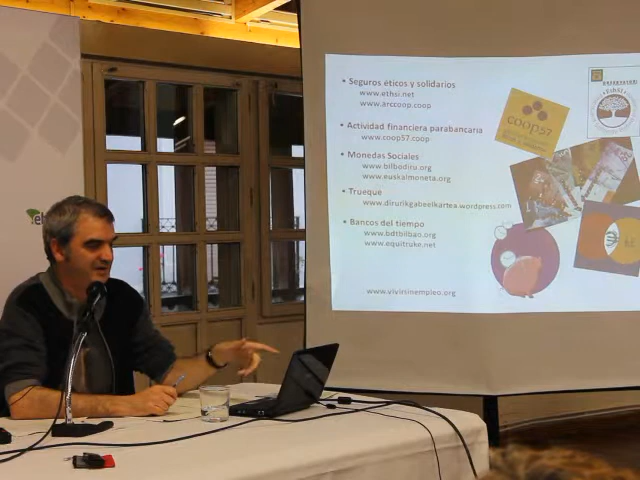 • Seguros éticos y solidarios
www.ethsi.net
www.arccoop.coop
• Actividad financiera parabancaria
www.coop57.coop
• Monedas Sociales
www.bilbodiru.org
www.euskalmoneta.org
• Trueque
www.dirurikgabeelkartea.wordpress.com
• Bancos del tiempo
www.bdtbilbao.org
www.equitruke.net
www.vivirsinempleo.org
coop57